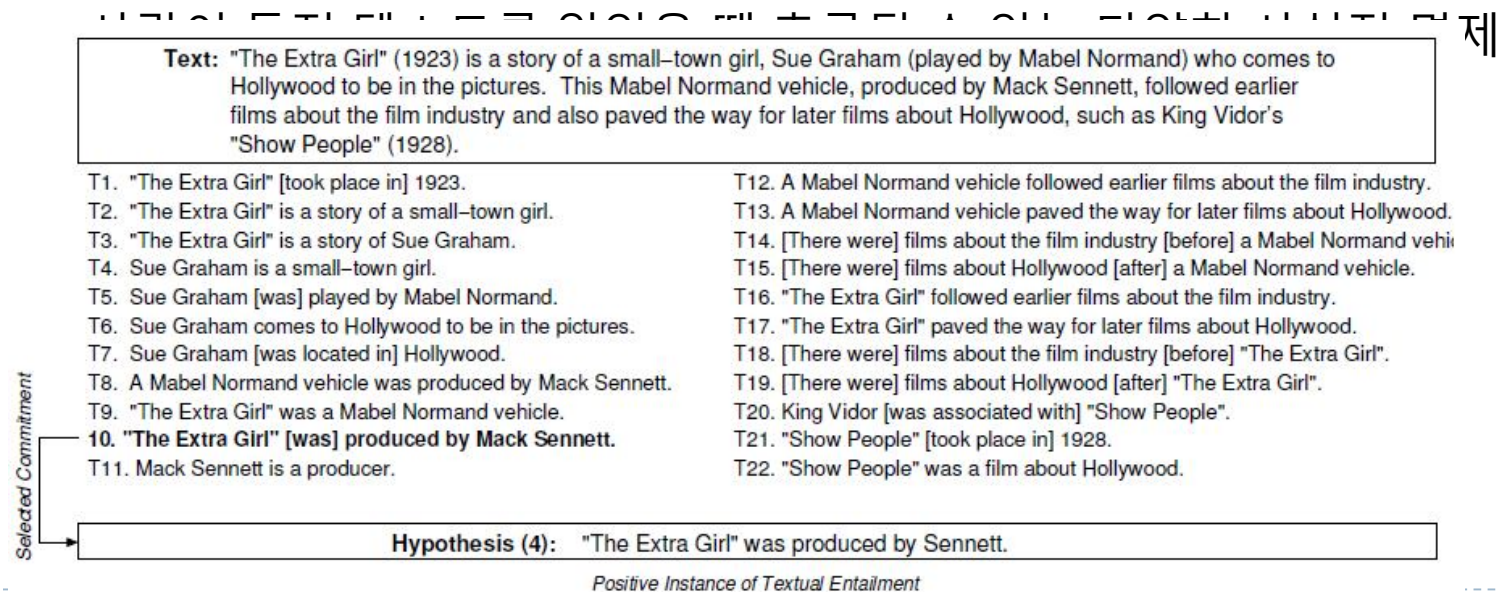 제
Text: "The Extra Girl" (1923) is a story of a small–town girl, Sue Graham (played by Mabel Normand) who comes to
Hollywood to be in the pictures. This Mabel Normand vehicle, produced by Mack Sennett, followed earlier
films about the film industry and also paved the way for later films about Hollywood, such as King Vidor's
"Show People" (1928).
T1. "The Extra Girl" [took place in] 1923.
T2. "The Extra Girl" is a story of a small–town girl.
T3. "The Extra Girl" is a story of Sue Graham.
T4. Sue Graham is a small–town girl.
T5. Sue Graham [was] played by Mabel Normand.
T6. Sue Graham comes to Hollywood to be in the pictures.
T7. Sue Graham [was located in] Hollywood.
T8. A Mabel Normand vehicle was produced by Mack Sennett.
T9. "The Extra Girl" was a Mabel Normand vehicle.
10. "The Extra Girl" [was] produced by Mack Sennett.
T11. Mack Sennett is a producer.
T12. A Mabel Normand vehicle followed earlier films about the film industry.
T13. A Mabel Normand vehicle paved the way for later films about Hollywood.
T14. [There were] films about the film industry [before] a Mabel Normand
T15. [There were] films about Hollywood [after] a Mabel Normand vehicle.
T16. "The Extra Girl" followed earlier films about the film industry.
T17. "The Extra Girl" paved the way for later films about Hollywood.
T18. [There were] films about the film industry [before] "The Extra Girl".
T19. [There were] films about Hollywood [after] "The Extra Girl".
T20. King Vidor [was associated with] "Show People".
T21. "Show People" [took place in] 1928.
T22. "Show People" was a film about Hollywood.
Selected Commitment
Hypothesis (4): "The Extra Girl" was produced by Sennett.
Positive Instance of Textual Entailment